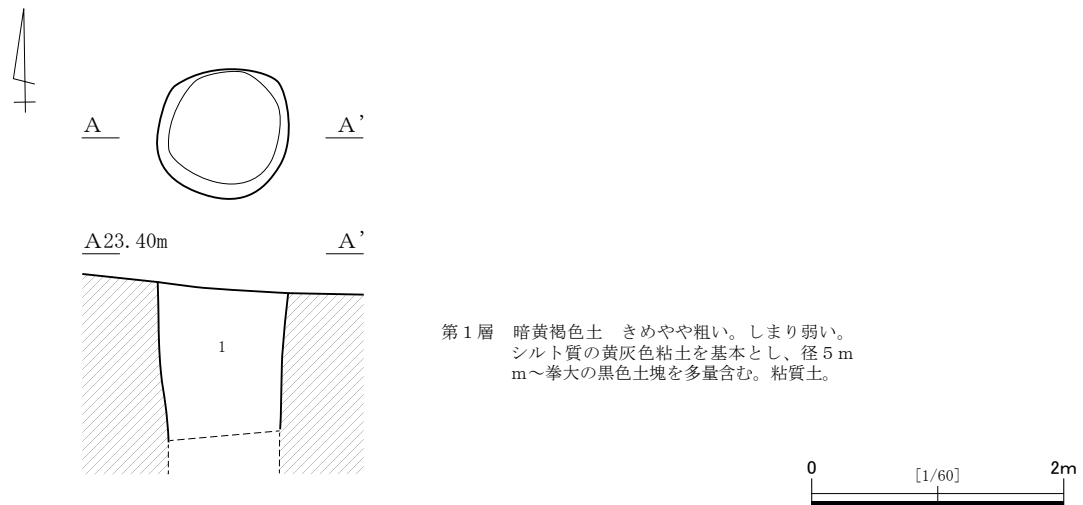 A A’
A23.40m A’
1
第１層　暗黄褐色土　きめやや粗い。しまり弱い。
シルト質の黄灰色粘土を基本とし、径５ｍ
ｍ～拳大の黒色土塊を多量含む。粘質土。
0 [1/60] 2m